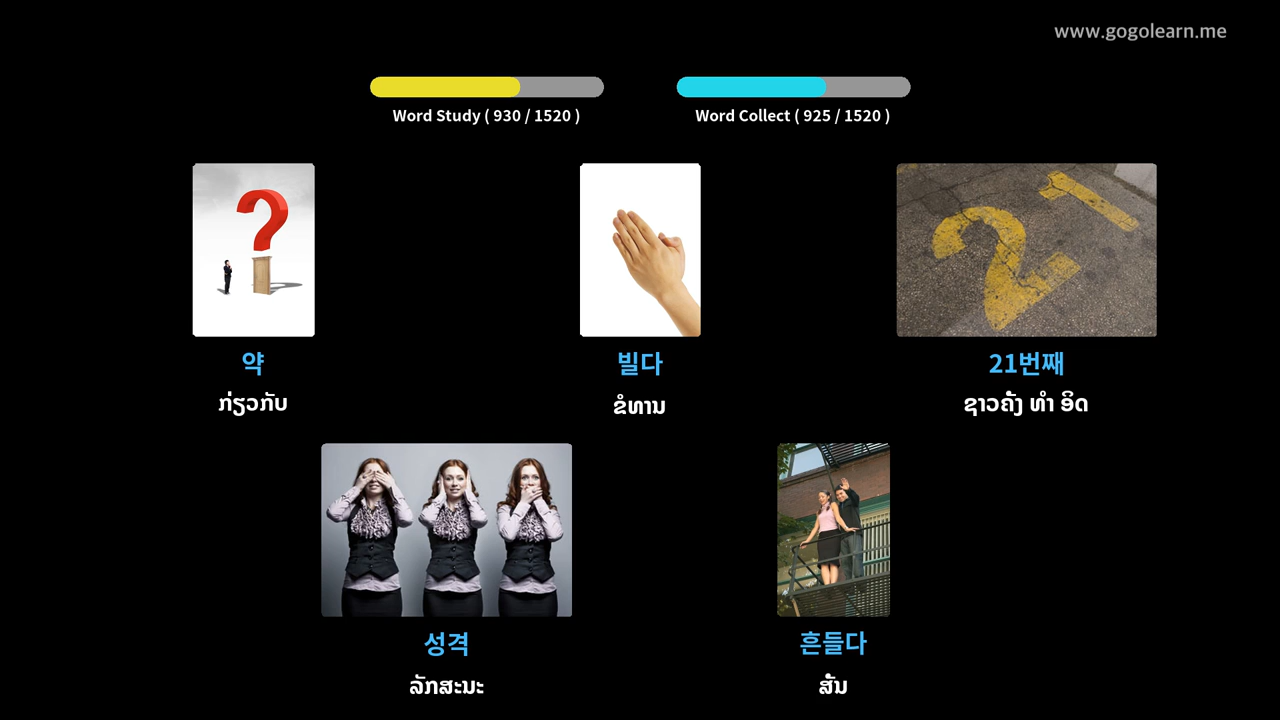 www.gogolearn.me
Word Study ( 930 / 1520 )
Word Collect ( 925 / 1520 )
21
약
ກ່ຽວກັບ
빌다
ຂໍທານ
21번째
ຊາວຄັງ ທຳ ອິດ
성격
ລັກສະນະ
흔들다
ສັ່ນ